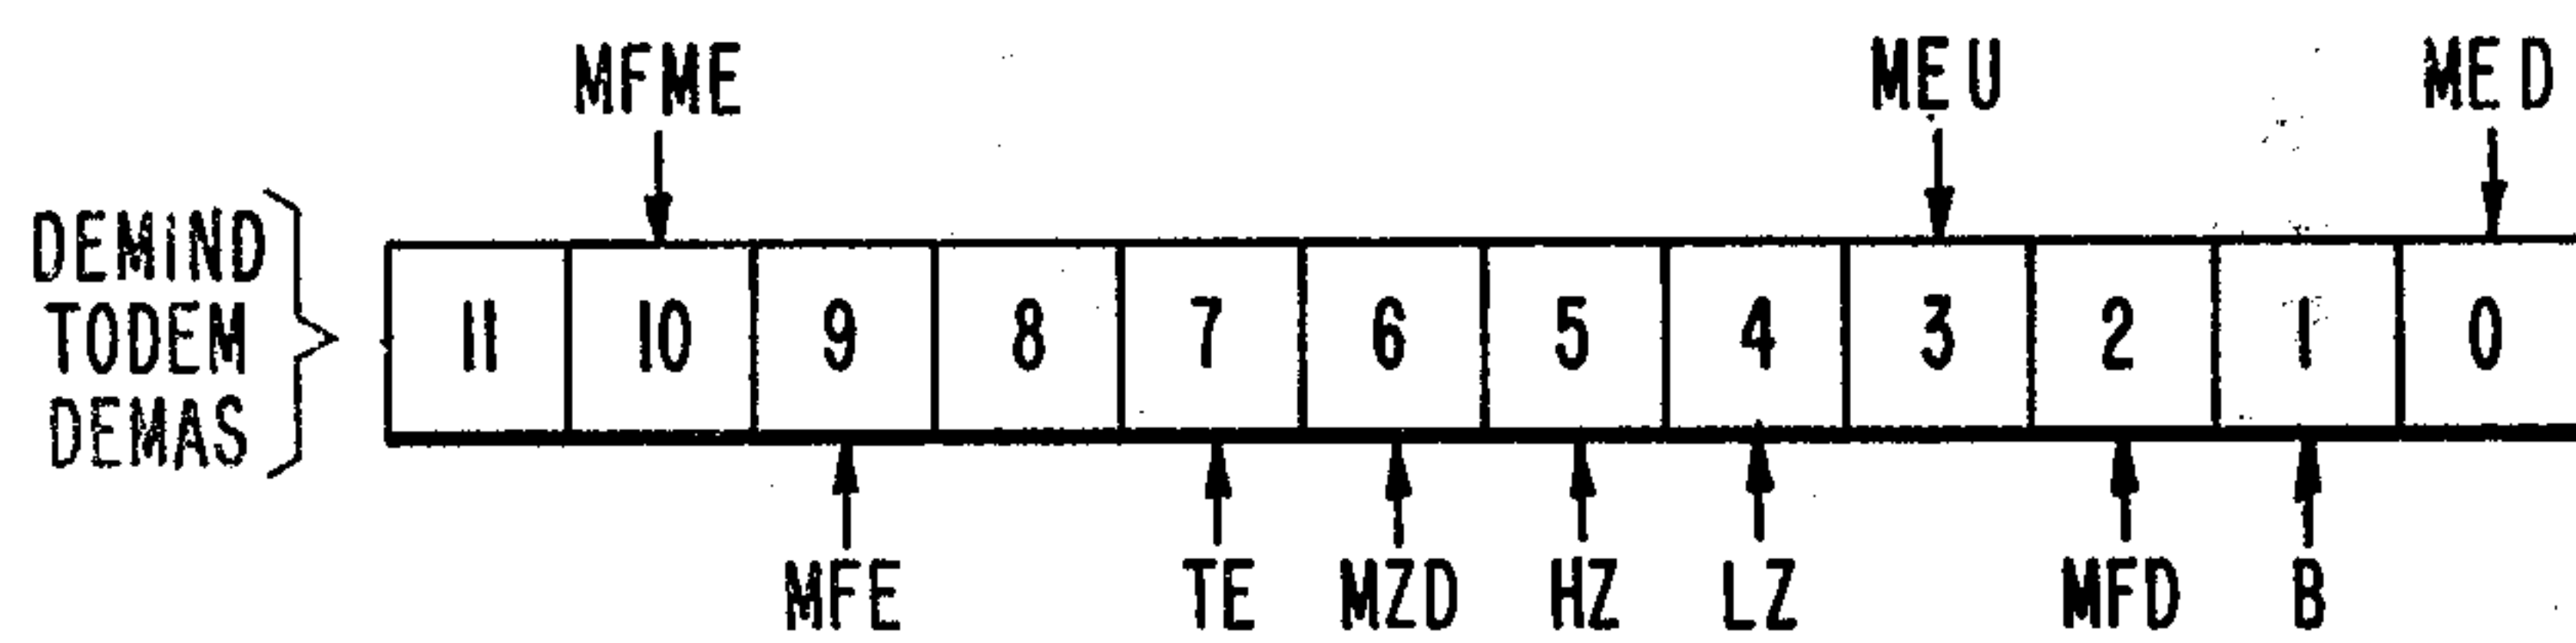 MFME MEU MED
DEMIND
TODEM
DEMAS
11 10 9 8 7 6 5 4 3 2 1 0
MFE TE MZD HZ LZ MFD B